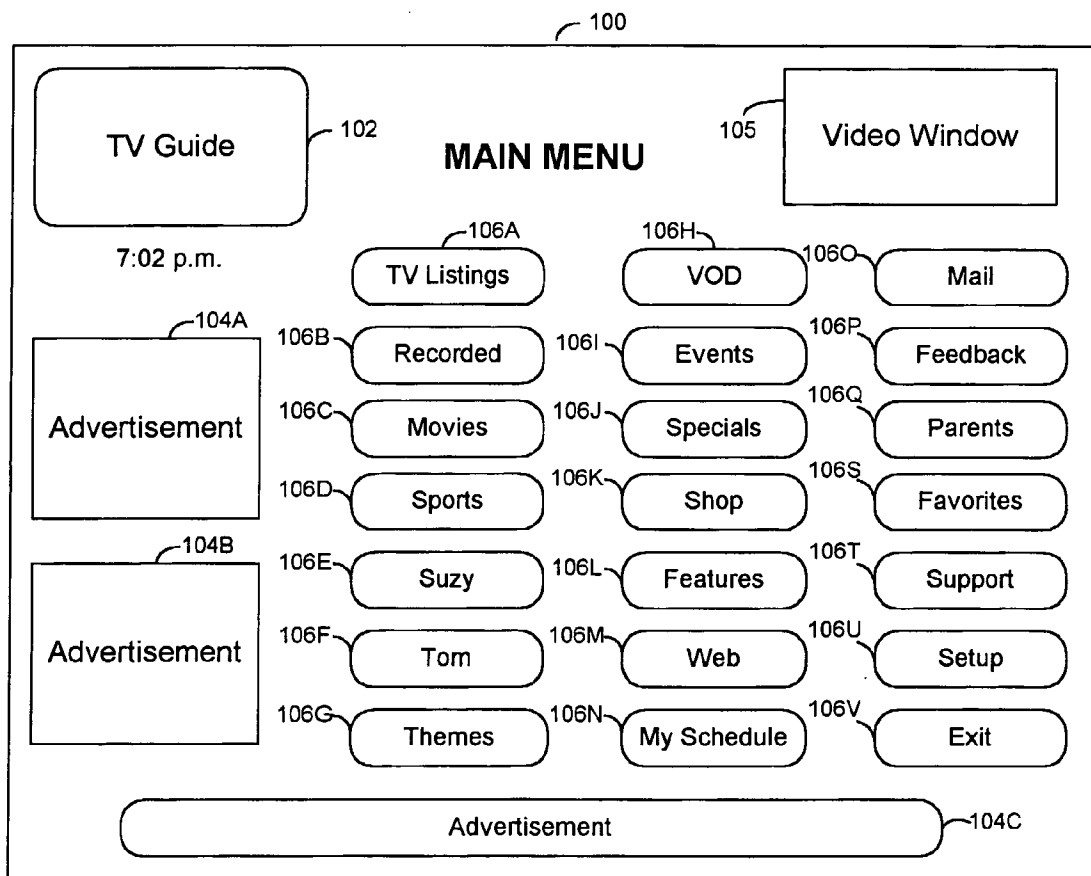 100
TV Guide
102
MAIN MENU
105
Video Window
7:02 p.m.
106A
TV Listings
106H
VOD
106O
Mail
104A
Advertisement
106B
Recorded
106I
Events
106P
Feedback
106C
Movies
106J
Specials
106Q
Parents
106D
Sports
106K
Shop
106S
Favorites
104B
Advertisement
106E
Suzy
106L
Features
106T
Support
106F
Tom
106M
Web
106U
Setup
106G
Themes
106N
My Schedule
106V
Exit
Advertisement
104C